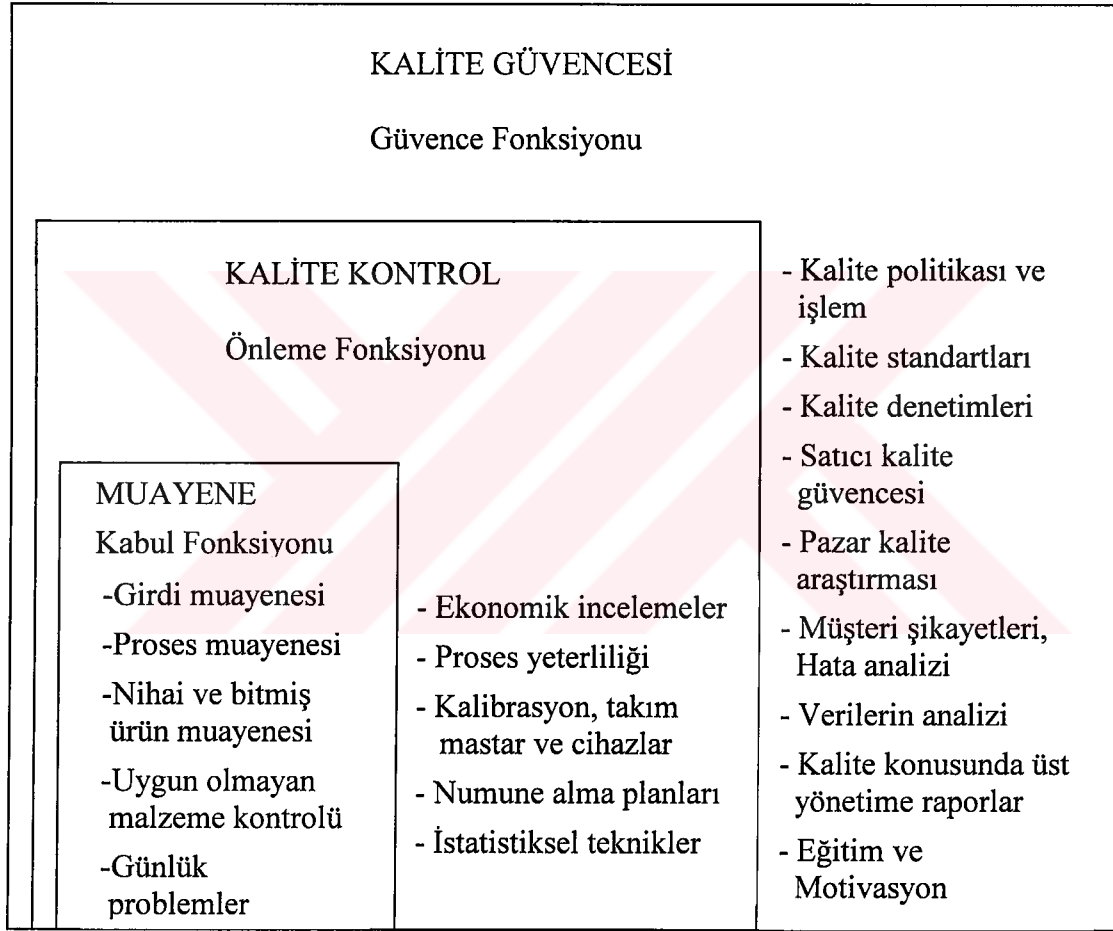 KALİTE GÜVENCESİ
Güvence Fonksiyonu
KALİTE KONTROL
Önleme Fonksiyonu
MUAYENE
Kabul Fonksiyonu
-Girdi muayenesi
-Proses muayenesi
-Nihai ve bitmiş
ürün muayenesi
-Uygun olmayan
malzeme kontrolü
-Günlük
problemler
- Ekonomik incelemeler
- Proses yeterliliği
- Kalibrasyon, takım
mastar ve cihazlar
- Numune alma planları
- İstatistiksel teknikler
- Kalite politikası ve
işlem
- Kalite standartları
- Kalite denetimleri
- Satıcı kalite
güvencesi
- Pazar kalite
araştırması
- Müşteri şikayetleri,
Hata analizi
- Verilerin analizi
- Kalite konusunda üst
yönetime raporlar
- Eğitim ve
Motivasyon